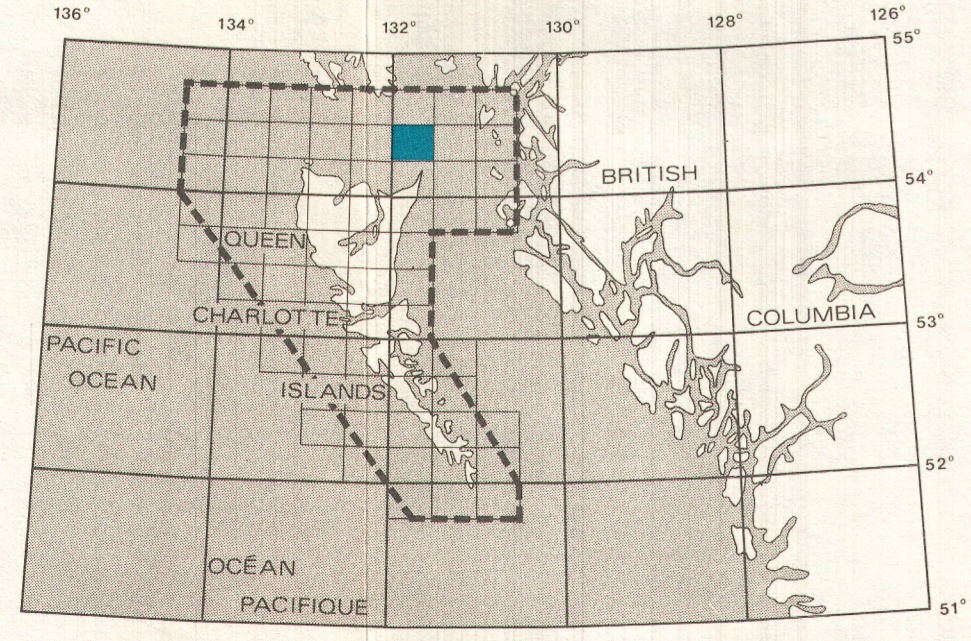 136°
134°
132°
130°
128°
126°
55°
BRITISH
54°
QUEEN
CHARLOTTE
COLUMBIA
53°
PACIFIC
OCEAN
ISLANDS
52°
OCÉAN
PACIFIQUE
51°